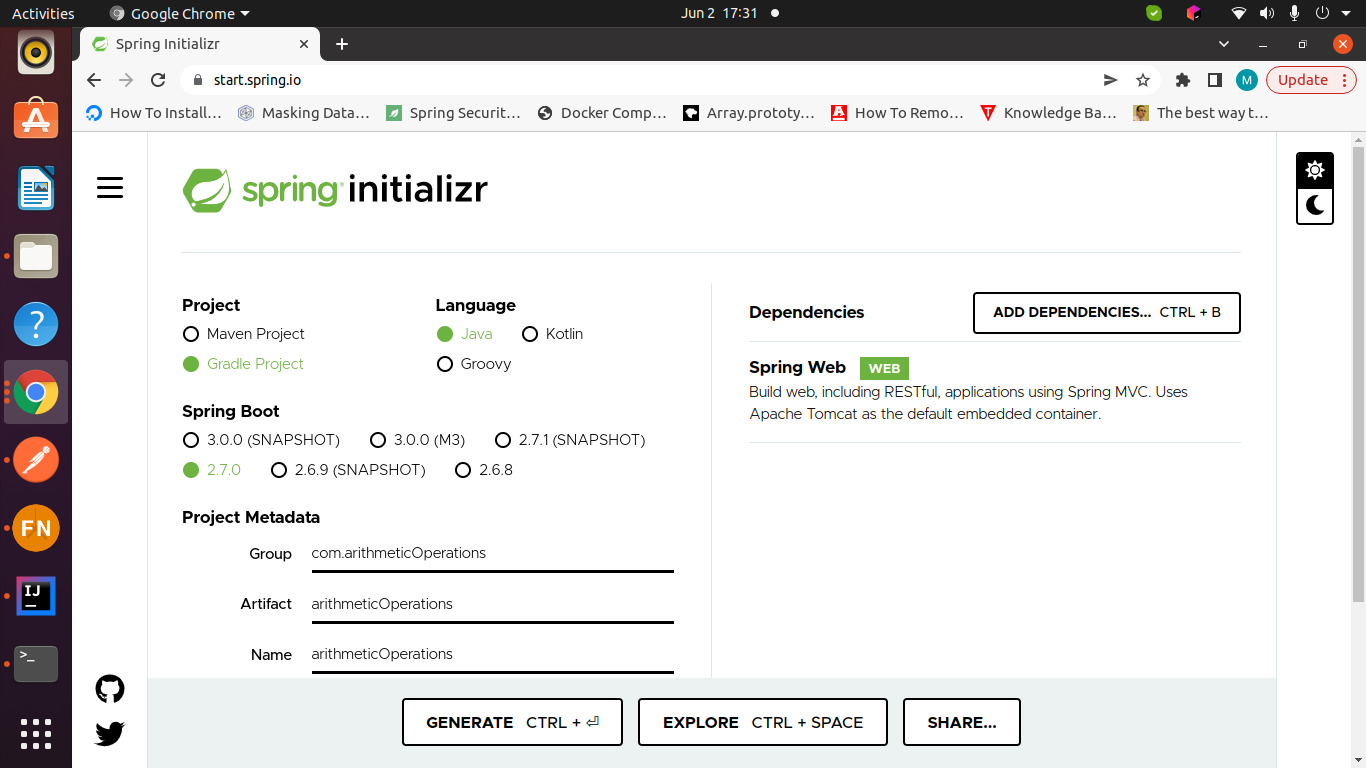 Activities Google Chrome Jun 2 17:31
Spring Initializr
start.spring.io M Update
How To Install… Masking Data… Spring Securit… Docker Comp… Array.prototy… How To Remo… Knowledge Ba… The best way t…
spring initializr
Project Language
Maven Project Java Kotlin
Gradle Project Groovy
Spring Boot
3.0.0 (SNAPSHOT) 3.0.0 (M3) 2.7.1 (SNAPSHOT)
2.7.0 2.6.9 (SNAPSHOT) 2.6.8
Project Metadata
Group com.arithmeticOperations
Artifact arithmeticOperations
Name arithmeticOperations
Dependencies ADD DEPENDENCIES... CTRL + B
Spring Web WEB
Build web, including RESTful, applications using Spring MVC. Uses
Apache Tomcat as the default embedded container.
GENERATE CTRL + ⏎ EXPLORE CTRL + SPACE SHARE...
FN
IJ
>_